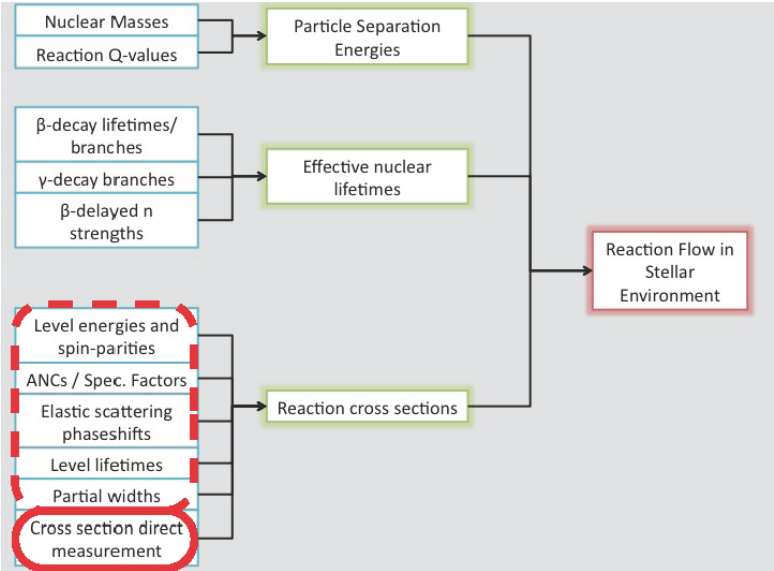 Nuclear Masses
Reaction Q-values
Particle Separation
Energies
β-decay lifetimes/
branches
γ-decay branches
β-delayed n
strengths
Effective nuclear
lifetimes
Reaction Flow in
Stellar
Environment
Level energies and
spin-parities
ANCs / Spec. Factors
Elastic scattering
phaseshifts
Level lifetimes
Partial widths
Cross section direct
measurement
Reaction cross sections